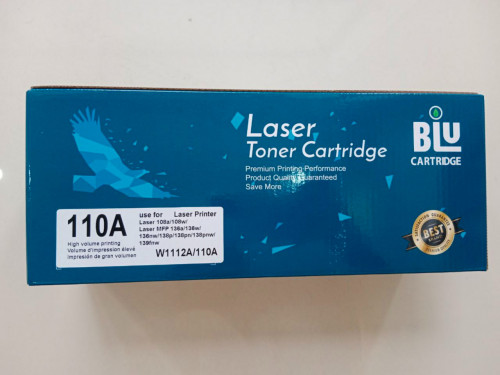 Laser
Toner Cartridge
Premium Printing Performance
Product Quality Guaranteed
Save More
BLU
CARTRIDGE
BEST
110A
High volume printing
Volume d'impression élevé
Impresión de gran volumen
use for Laser Printer
Laser 108a/108w/
Laser MFP 136a/136w/
136nw/138p/138pn/138pnw/
139fnw
W1112A/110A